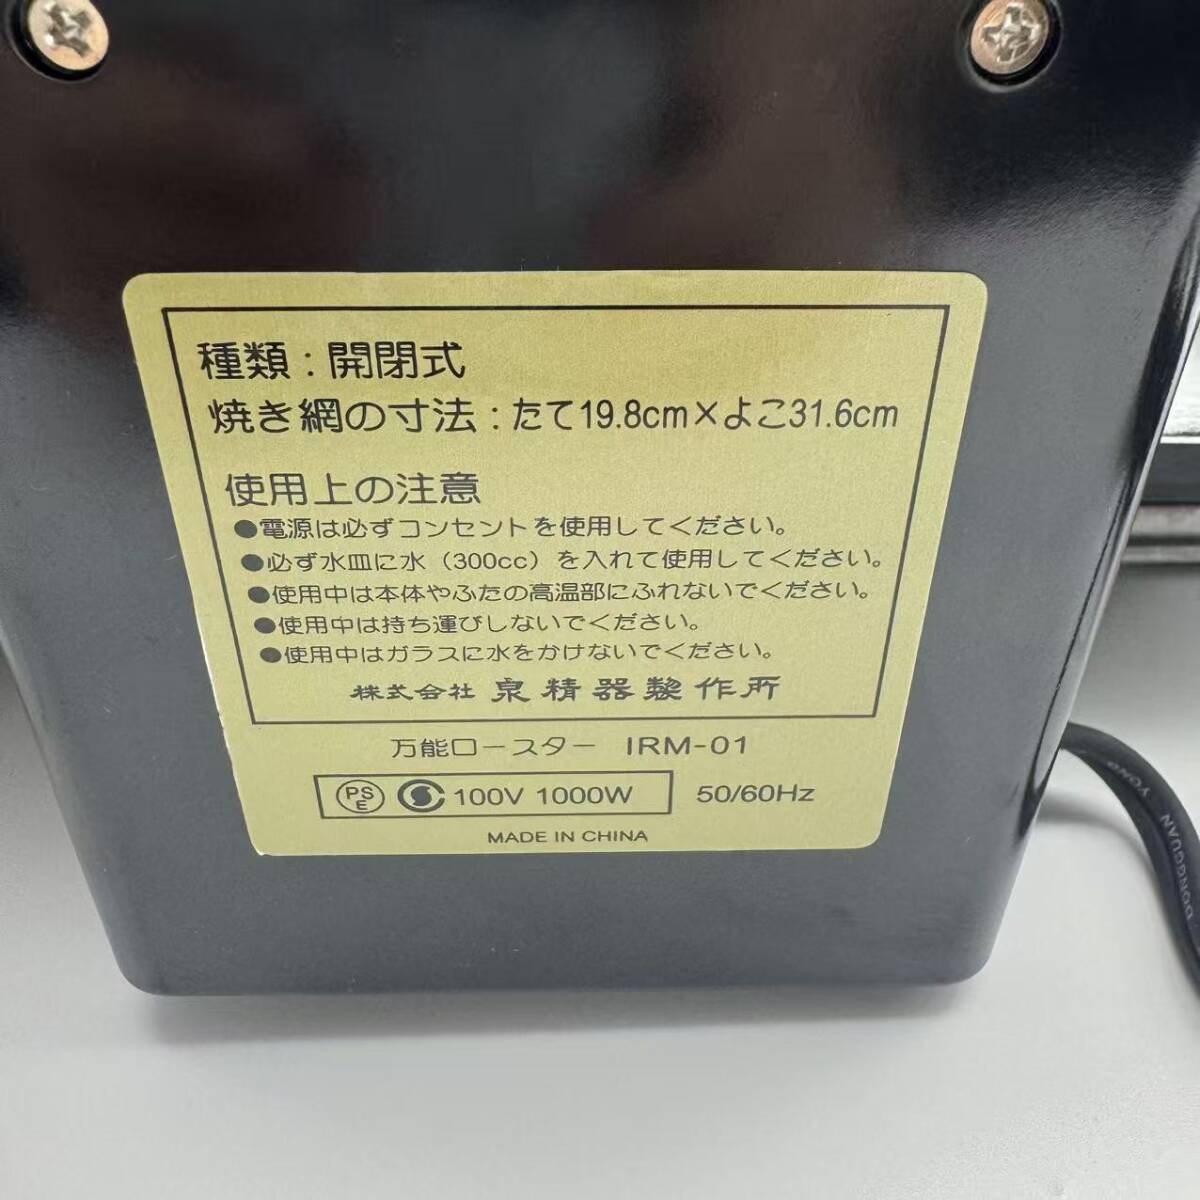 種類：開閉式
焼き網の寸法：たて19.8cm×よこ31.6cm
使用上の注意
●電源は必ずコンセントを使用してください。
●必ず水皿に水（300cc）を入れて使用してください。
●使用中は本体やふたの高温部にふれないでください。
●使用中は持ち運びしないでください。
●使用中はガラスに水をかけないでください。
株式会社 泉精器製作所
万能ロースター IRM-01
PSE 100V 1000W 50/60Hz
MADE IN CHINA
DONGGUAN YONG